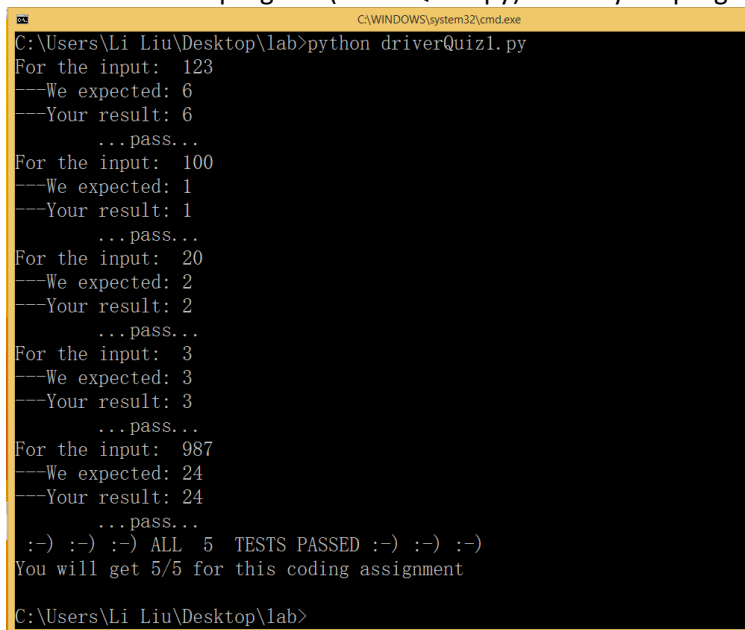 C:\WINDOWS\system32\cmd.exe
C:\Users\Li Liu\Desktop\lab>python driverQuiz1.py
For the input:  123
---We expected: 6
---Your result: 6
        ...pass...
For the input:  100
---We expected: 1
---Your result: 1
        ...pass...
For the input:  20
---We expected: 2
---Your result: 2
        ...pass...
For the input:  3
---We expected: 3
---Your result: 3
        ...pass...
For the input:  987
---We expected: 24
---Your result: 24
        ...pass...
 :-) :-) :-) ALL  5  TESTS PASSED :-) :-) :-)
You will get 5/5 for this coding assignment
C:\Users\Li Liu\Desktop\lab>